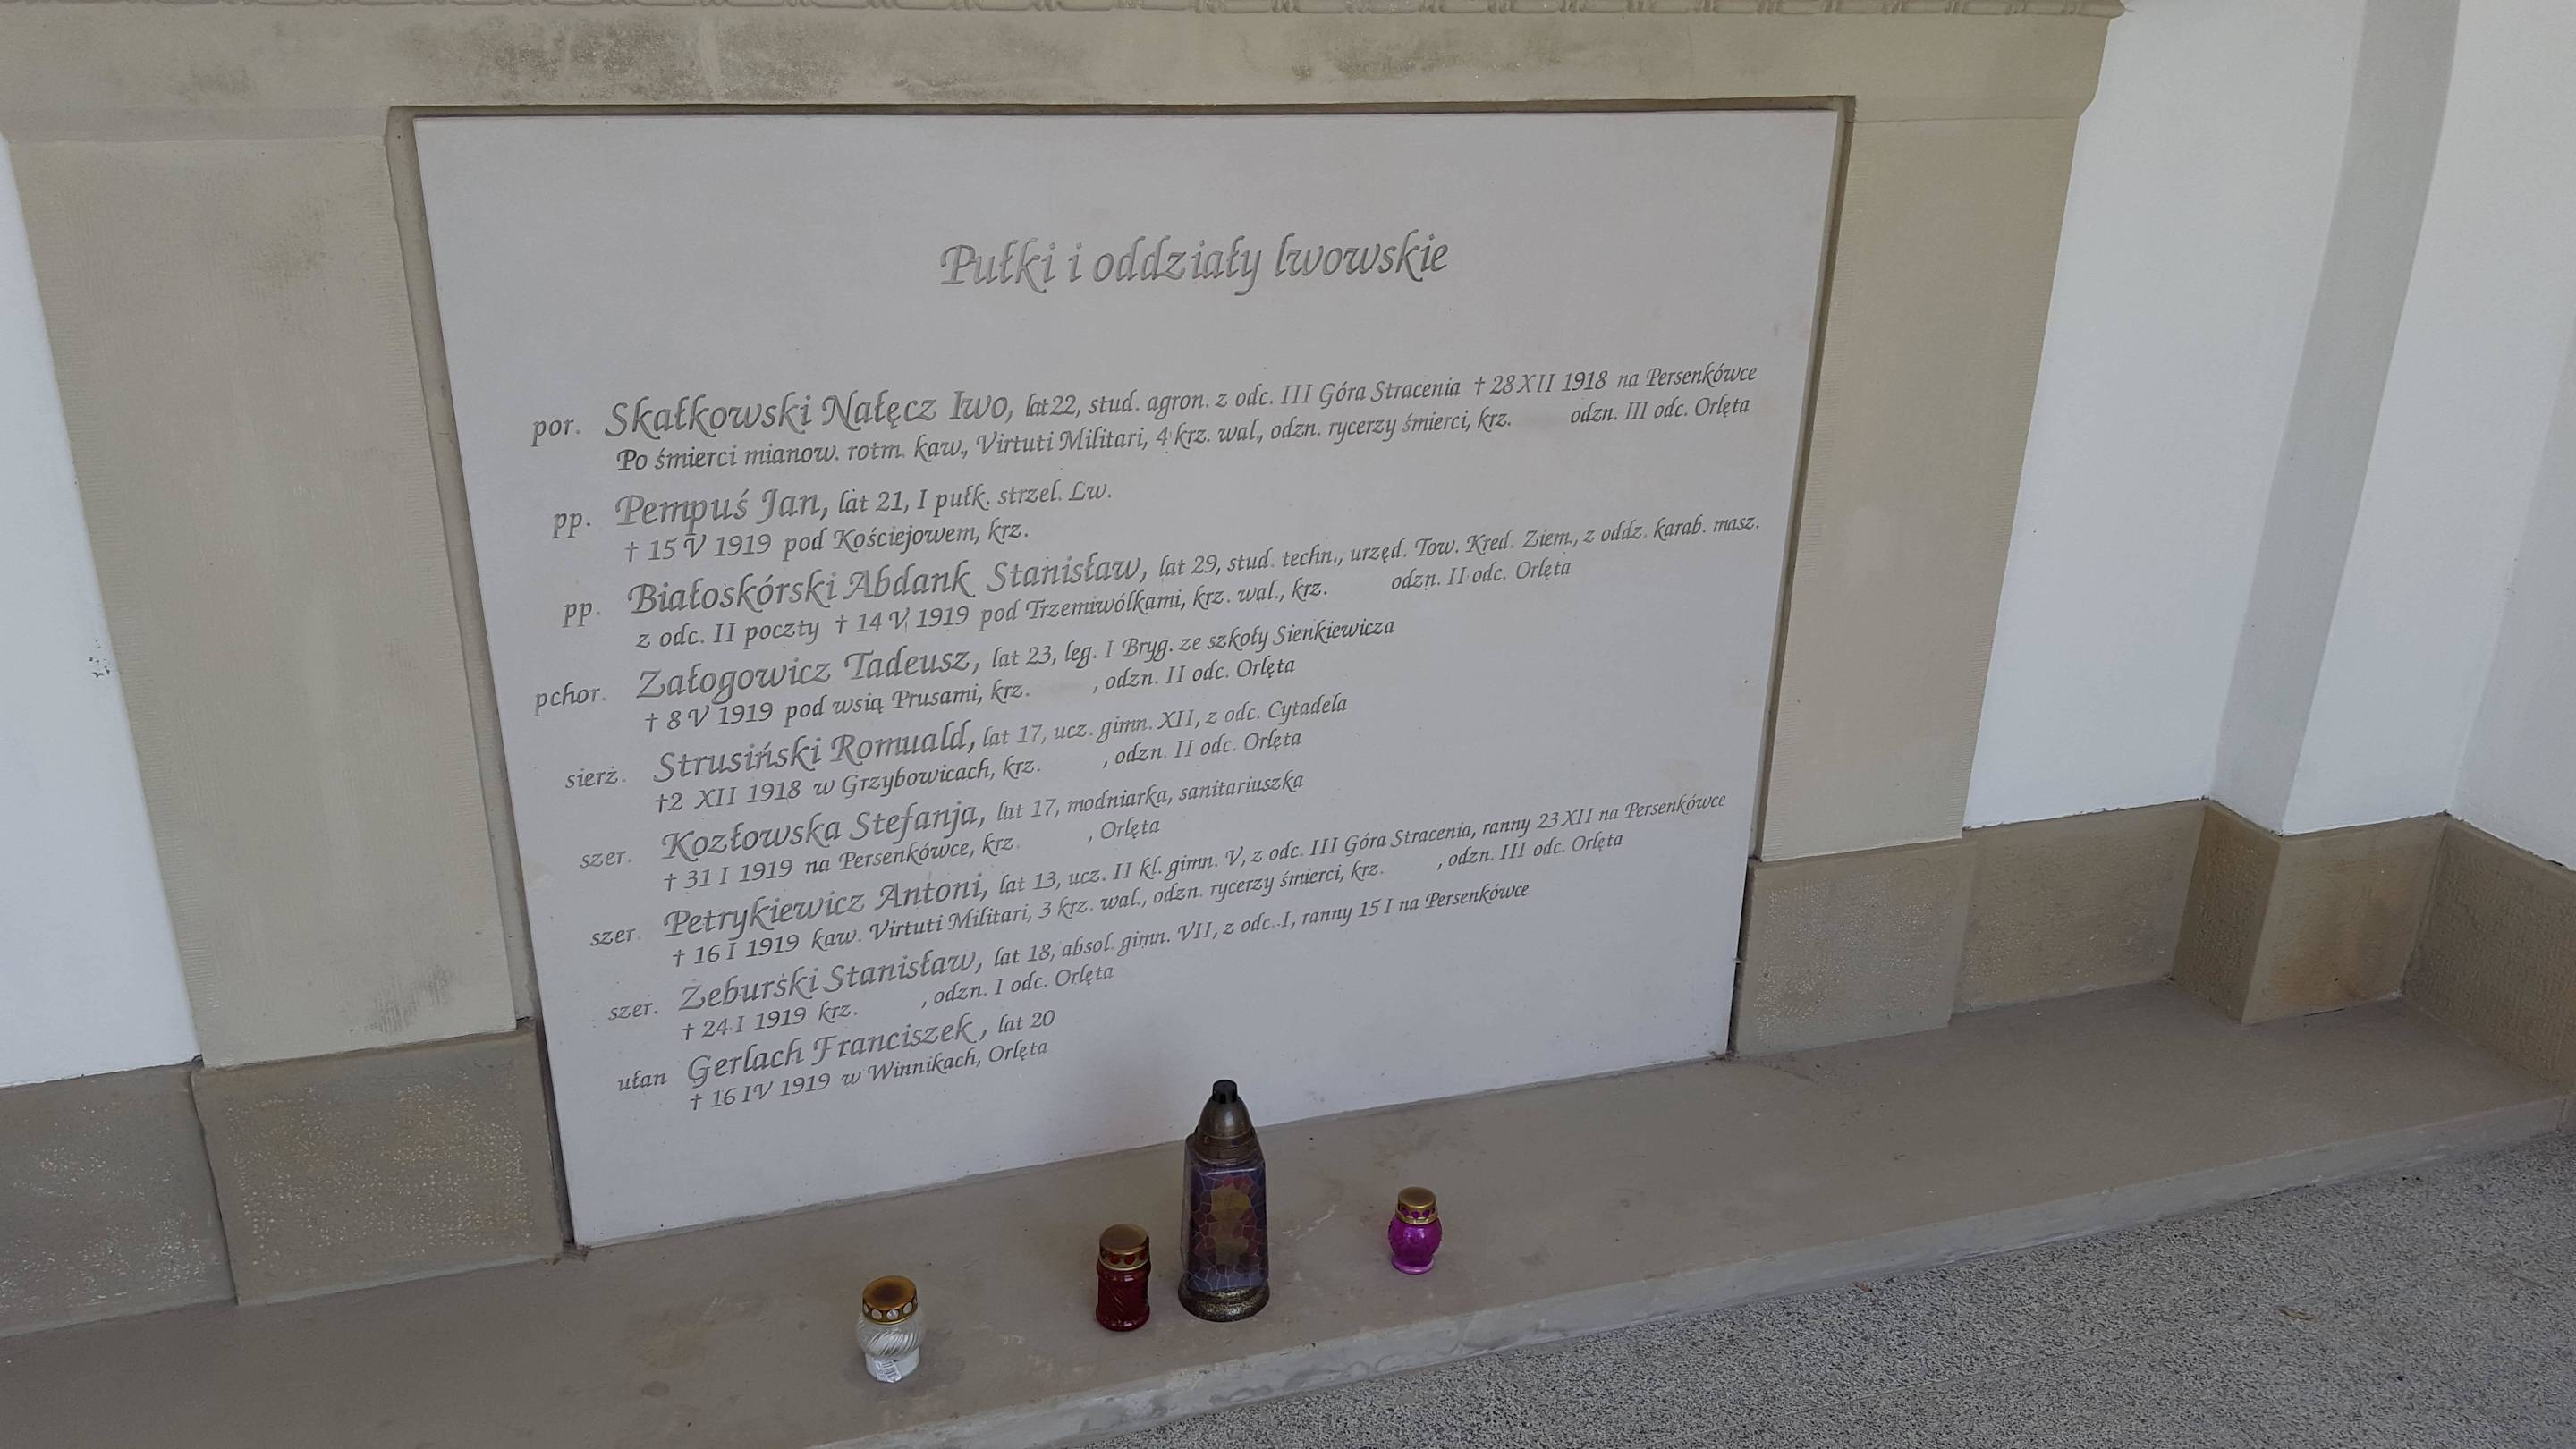 Pułki i oddziały lwowskie
por. Skałkowski Nałęcz Iwo, lat 22, stud. agron. z odc. III Góra Stracenia † 28 XII 1918 na Persenkówce
Po śmierci mianow. rotm. kaw., Virtuti Militari, 4 krz. wal., odzn. rycerzy śmierci, krz. odzn. III odc. Orlęta
pp. Pempuś Jan, lat 21, I pułk. strzel. Lw.
† 15 V 1919 pod Kościejowem, krz.
pp. Białoskórski Abdank Stanisław, lat 29, stud. techn., urzęd. Tow. Kred. Ziem., z oddz. karab. masz.
z odc. II poczty † 14 V 1919 pod Trzemiwólkami, krz. wal., krz. odzn. II odc. Orlęta
pchor. Załogowicz Tadeusz, lat 23, leg. I Bryg. ze szkoły Sienkiewicza
† 8 V 1919 pod wsią Prusami, krz. , odzn. II odc. Orlęta
sierż. Strusiński Romuald, lat 17, ucz. gimn. XII, z odc. Cytadela
†2 XII 1918 w Grzybowicach, krz. , odzn. II odc. Orlęta
szer. Kozłowska Stefanja, lat 17, modniarka, sanitariuszka
† 31 I 1919 na Persenkówce, krz. , Orlęta
szer. Petrykiewicz Antoni, lat 13, ucz. II kl. gimn. V, z odc. III Góra Stracenia, ranny 23 XII na Persenkówce
† 16 I 1919 kaw. Virtuti Militari, 3 krz. wal., odzn. rycerzy śmierci, krz. , odzn. III odc. Orlęta
szer. Żeburski Stanisław, lat 18, absol. gimn. VII, z odc. I, ranny 15 I na Persenkówce
† 24 I 1919 krz. , odzn. I odc. Orlęta
ułan Gerlach Franciszek, lat 20
† 16 IV 1919 w Winnikach, Orlęta